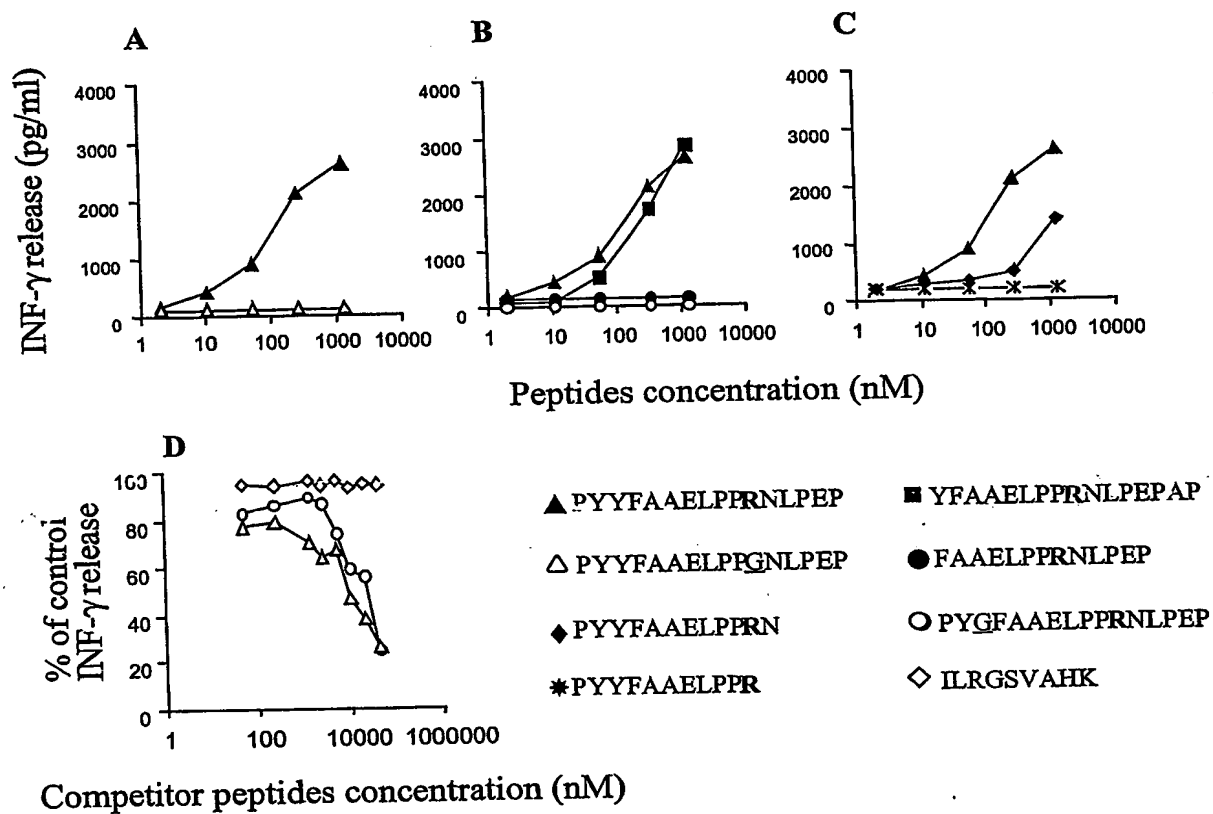 A
B
C
INF-γ release (pg/ml)
4000
3000
2000
1000
0
1 10 100 1000 10000
4000
3000
2000
1000
0
1 10 100 1000 10000
4000
3000
2000
1000
0
1 10 100 1000 10000
Peptides concentration (nM)
D
% of control
INF-γ release
100
80
60
40
20
0
1 100 10000 1000000
Competitor peptides concentration (nM)
PYYFAAELPPRNLPEP
PYYFAAELPPGNLPEP
PYYFAAELPPRN
PYYFAAELPPR
YFAAELPPRNLPEPAP
FAAELPPRNLPEP
PYGFAAELPPRNLPEP
ILRGSVAHK